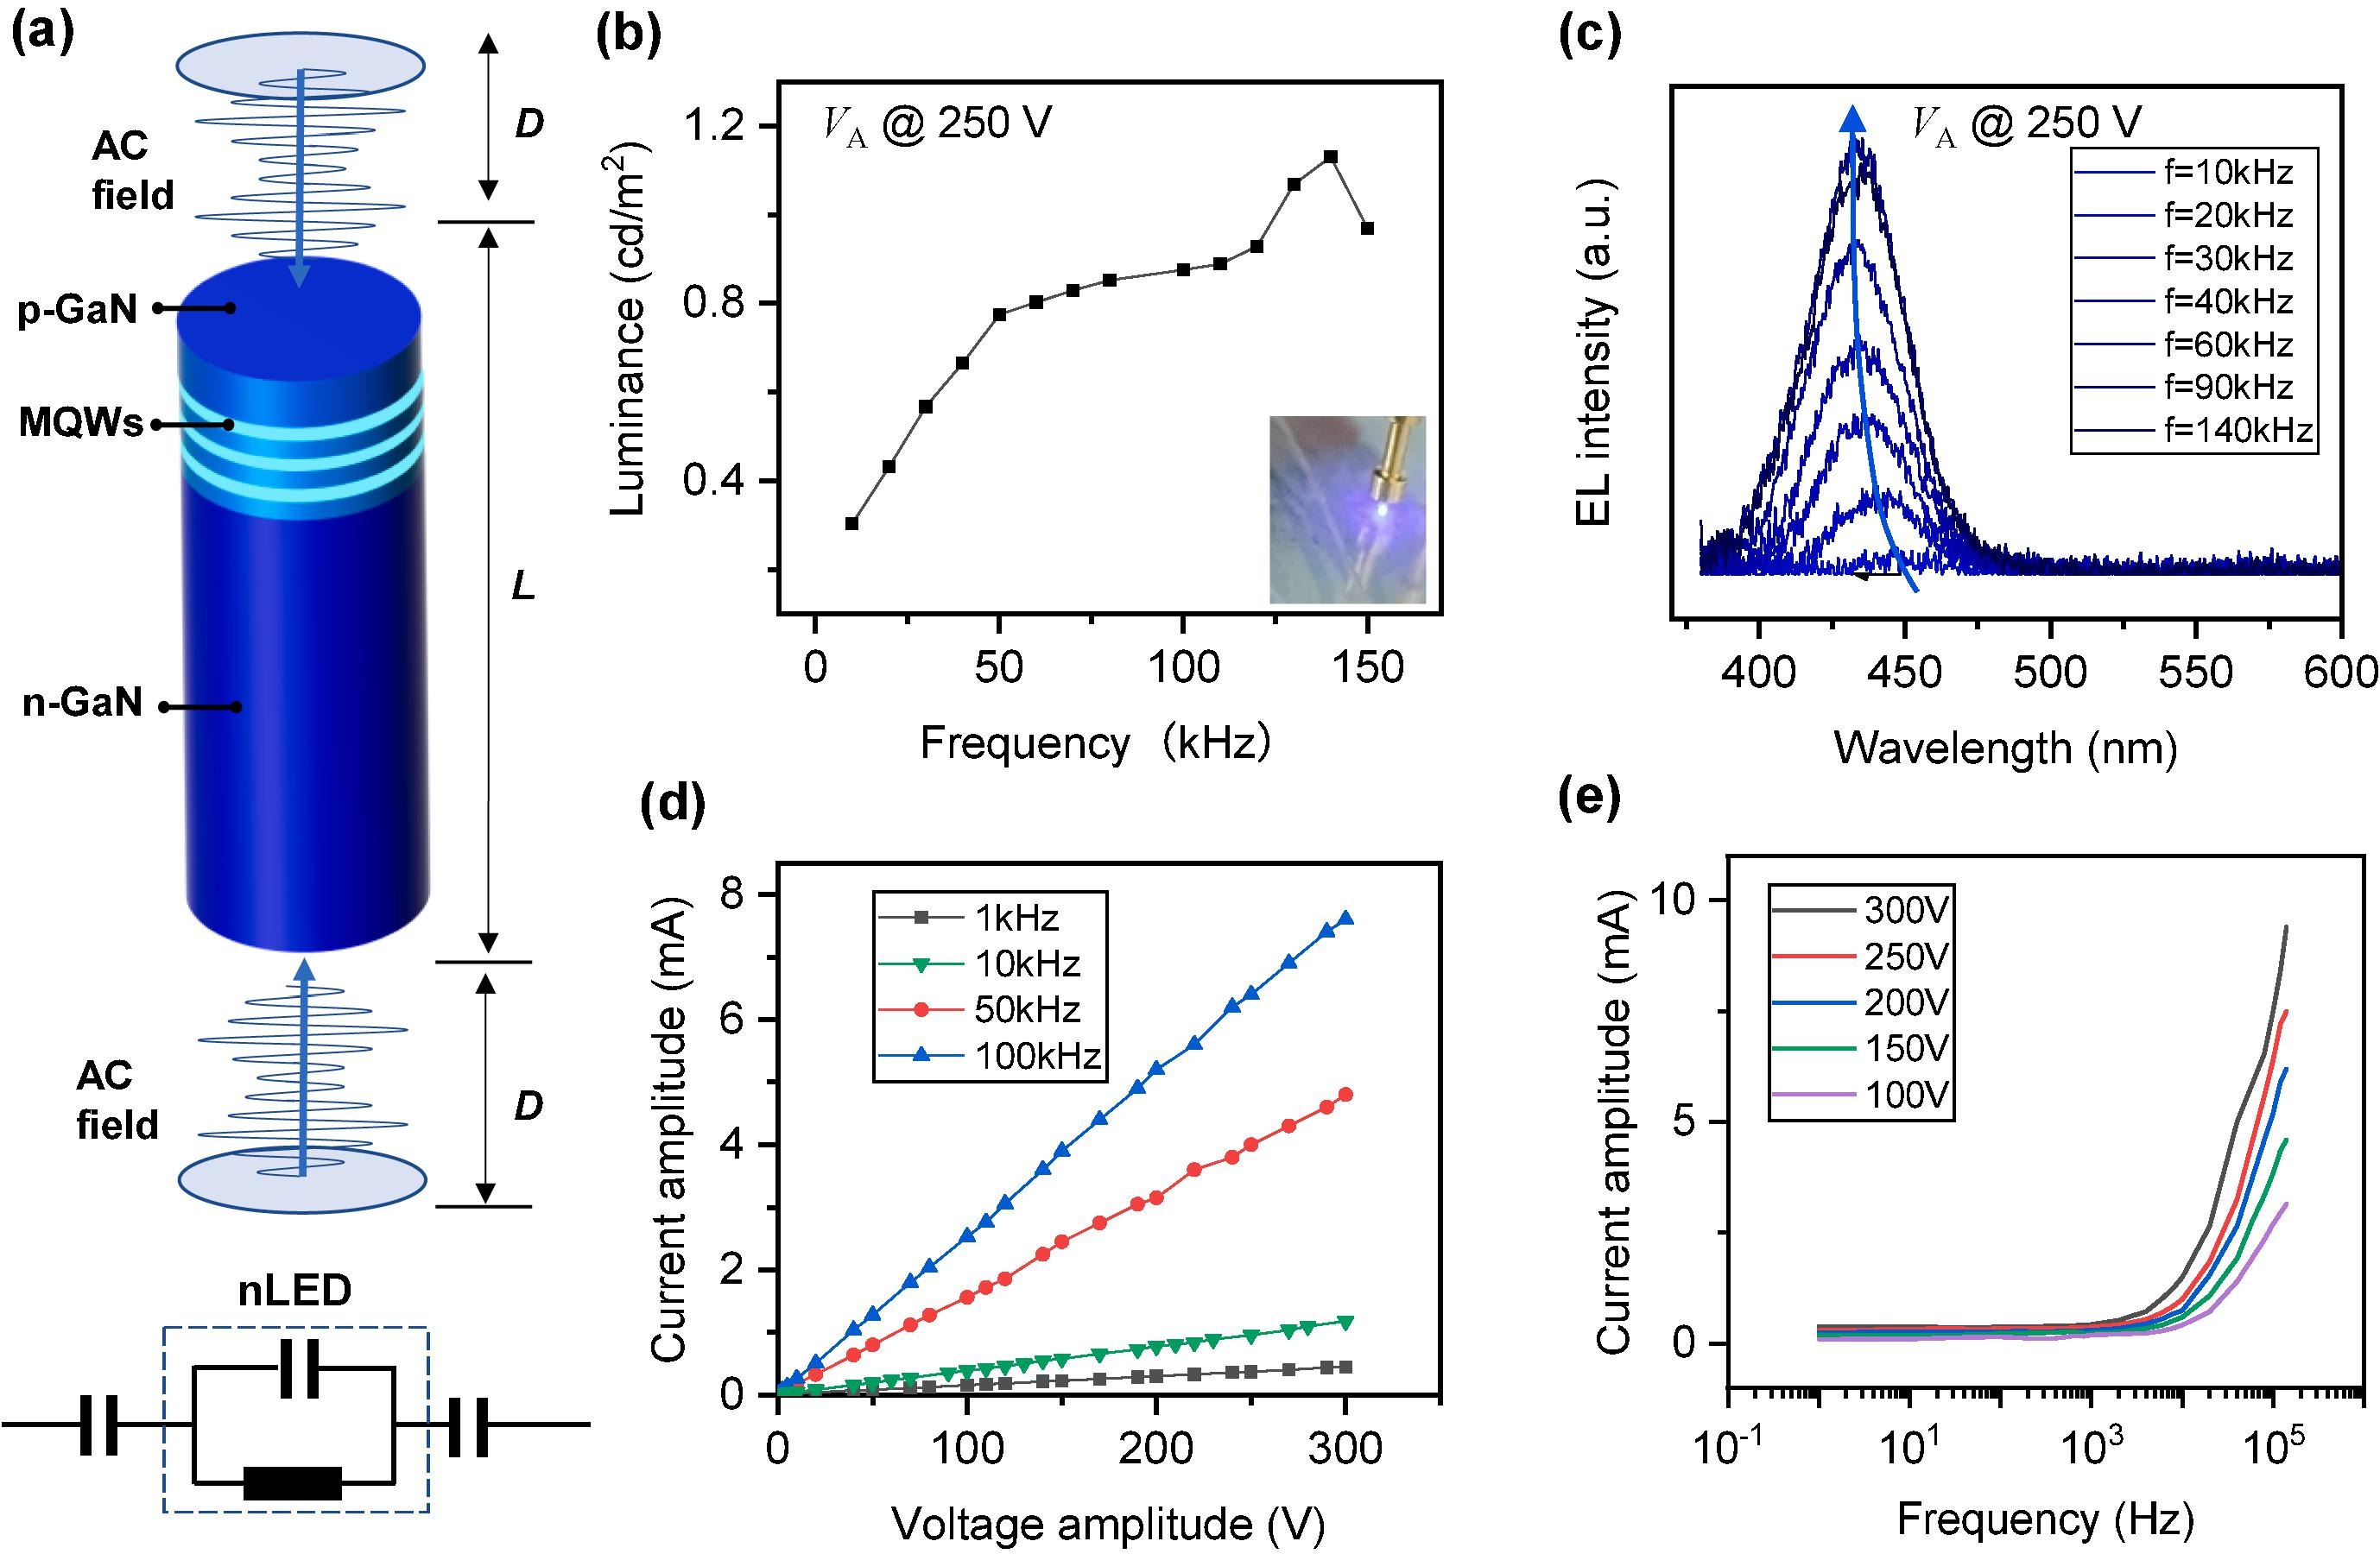 (a)
AC
field
D
p-GaN
MQWs
L
n-GaN
AC
field
D
nLED
(b)
VA @ 250 V
Luminance (cd/m2)
1.2
0.8
0.4
0
50
100
150
Frequency (kHz)
(c)
VA @ 250 V
f=10kHz
f=20kHz
f=30kHz
f=40kHz
f=60kHz
f=90kHz
f=140kHz
EL intensity (a.u.)
400
450
500
550
600
Wavelength (nm)
(d)
1kHz
10kHz
50kHz
100kHz
Current amplitude (mA)
8
6
4
2
0
0
100
200
300
Voltage amplitude (V)
(e)
300V
250V
200V
150V
100V
Current amplitude (mA)
10
5
0
10-1
101
103
105
Frequency (Hz)